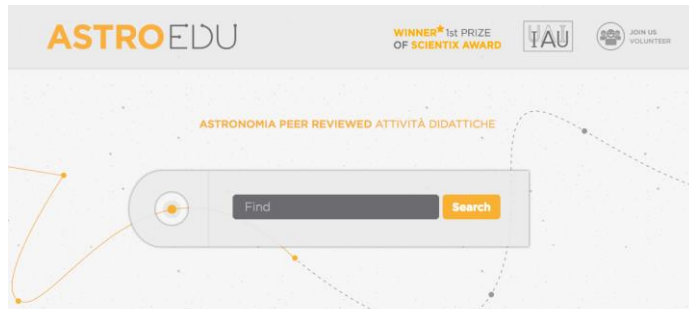 ASTROEDU
WINNER 1st PRIZE
OF SCIENTIX AWARD
IAU
JOIN US
VOLUNTEER
ASTRONOMIA PEER REVIEWED ATTIVITÀ DIDATTICHE
Find
Search